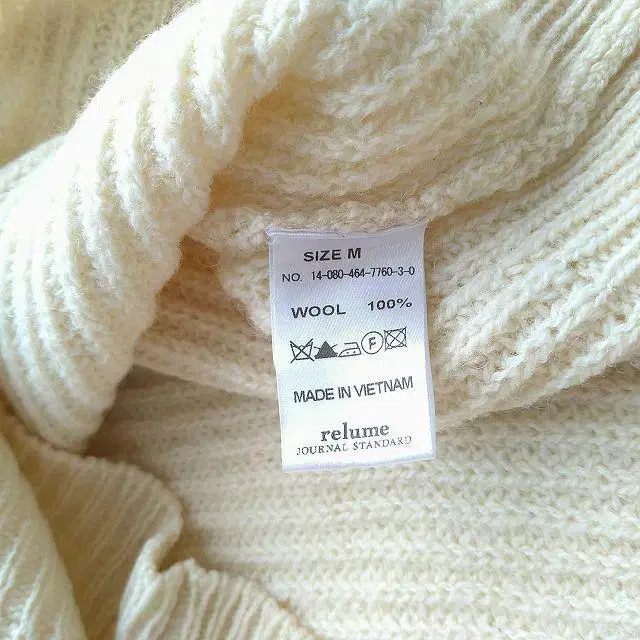 SIZE M
NO. 14-080-464-7760-3-0
WOOL 100%
F
MADE IN VIETNAM
relume
JOURNAL STANDARD